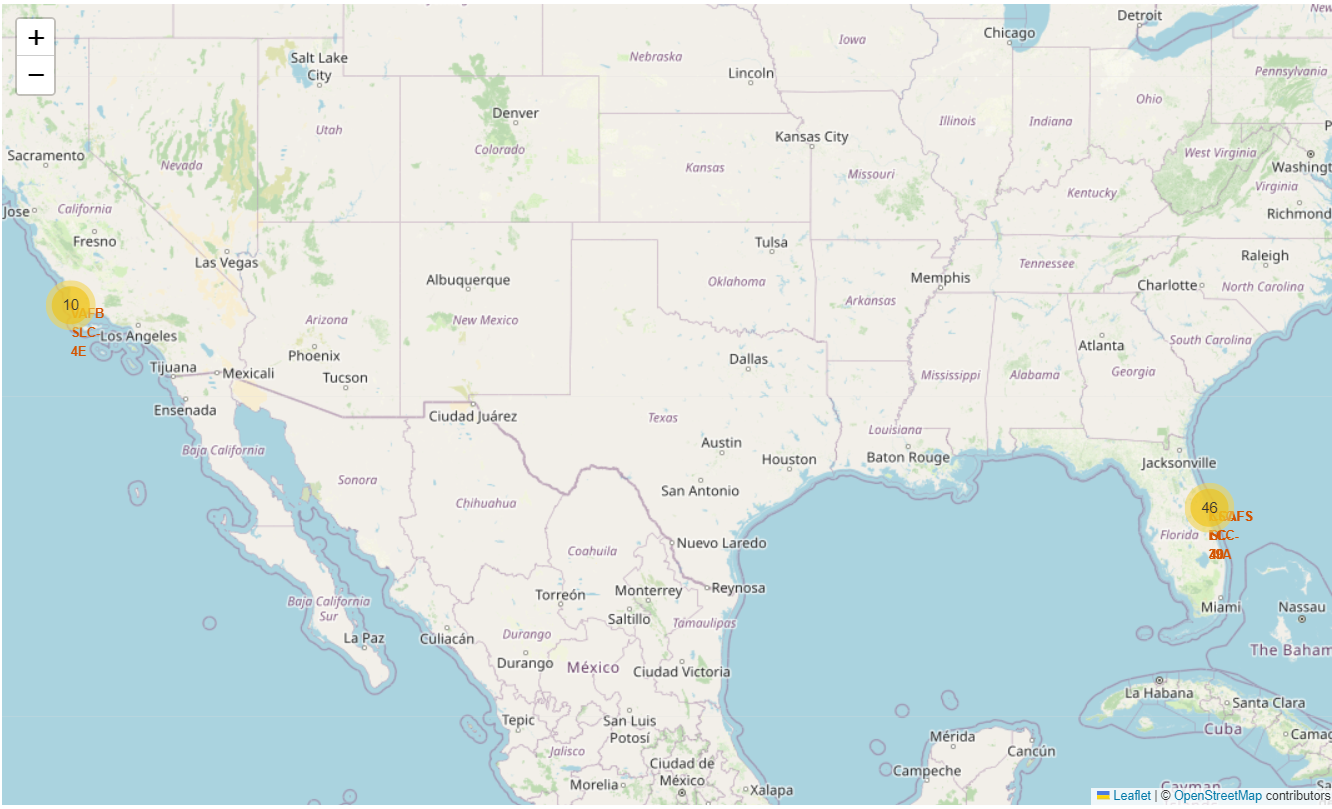 +
−
Detroit
New
Chicago
Iowa
Salt Lake
City
Nebraska
Lincoln
Pennsylvania
Ohio
Denver
Utah
Colorado
Illinois
Indiana
Kansas City
Sacramento
Nevada
Kansas
Missouri
West Virginia
Washingt
Kentucky
Virginia
Jose
California
Richmond
Fresno
Las Vegas
Tulsa
Raleigh
Albuquerque
Oklahoma
Memphis
Tennessee
Charlotte
North Carolina
10
VAFB
SLC-
4E
Los Angeles
Arizona
New Mexico
Arkansas
South Carolina
Phoenix
Atlanta
Tijuana
Mexicali
Tucson
Dallas
Mississippi
Alabama
Georgia
Ensenada
Ciudad Juárez
Texas
Louisiana
Baja California
Austin
Houston
Baton Rouge
Jacksonville
Sonora
Chihuahua
San Antonio
46
Florida
Nuevo Laredo
Coahuila
Torreón
Monterrey
Reynosa
Baja California
Sur
Saltillo
Tamaulipas
Miami
Nassau
La Paz
Culiacán
Durango
Durango
México
Ciudad Victoria
The Baham
La Habana
Santa Clara
Tepic
San Luis
Potosí
Mérida
Cuba
Camag
Jalisco
Cancún
Ciudad de
México
Campeche
Morelia
Xalapa
Cayman
Leaflet | © OpenStreetMap contributors